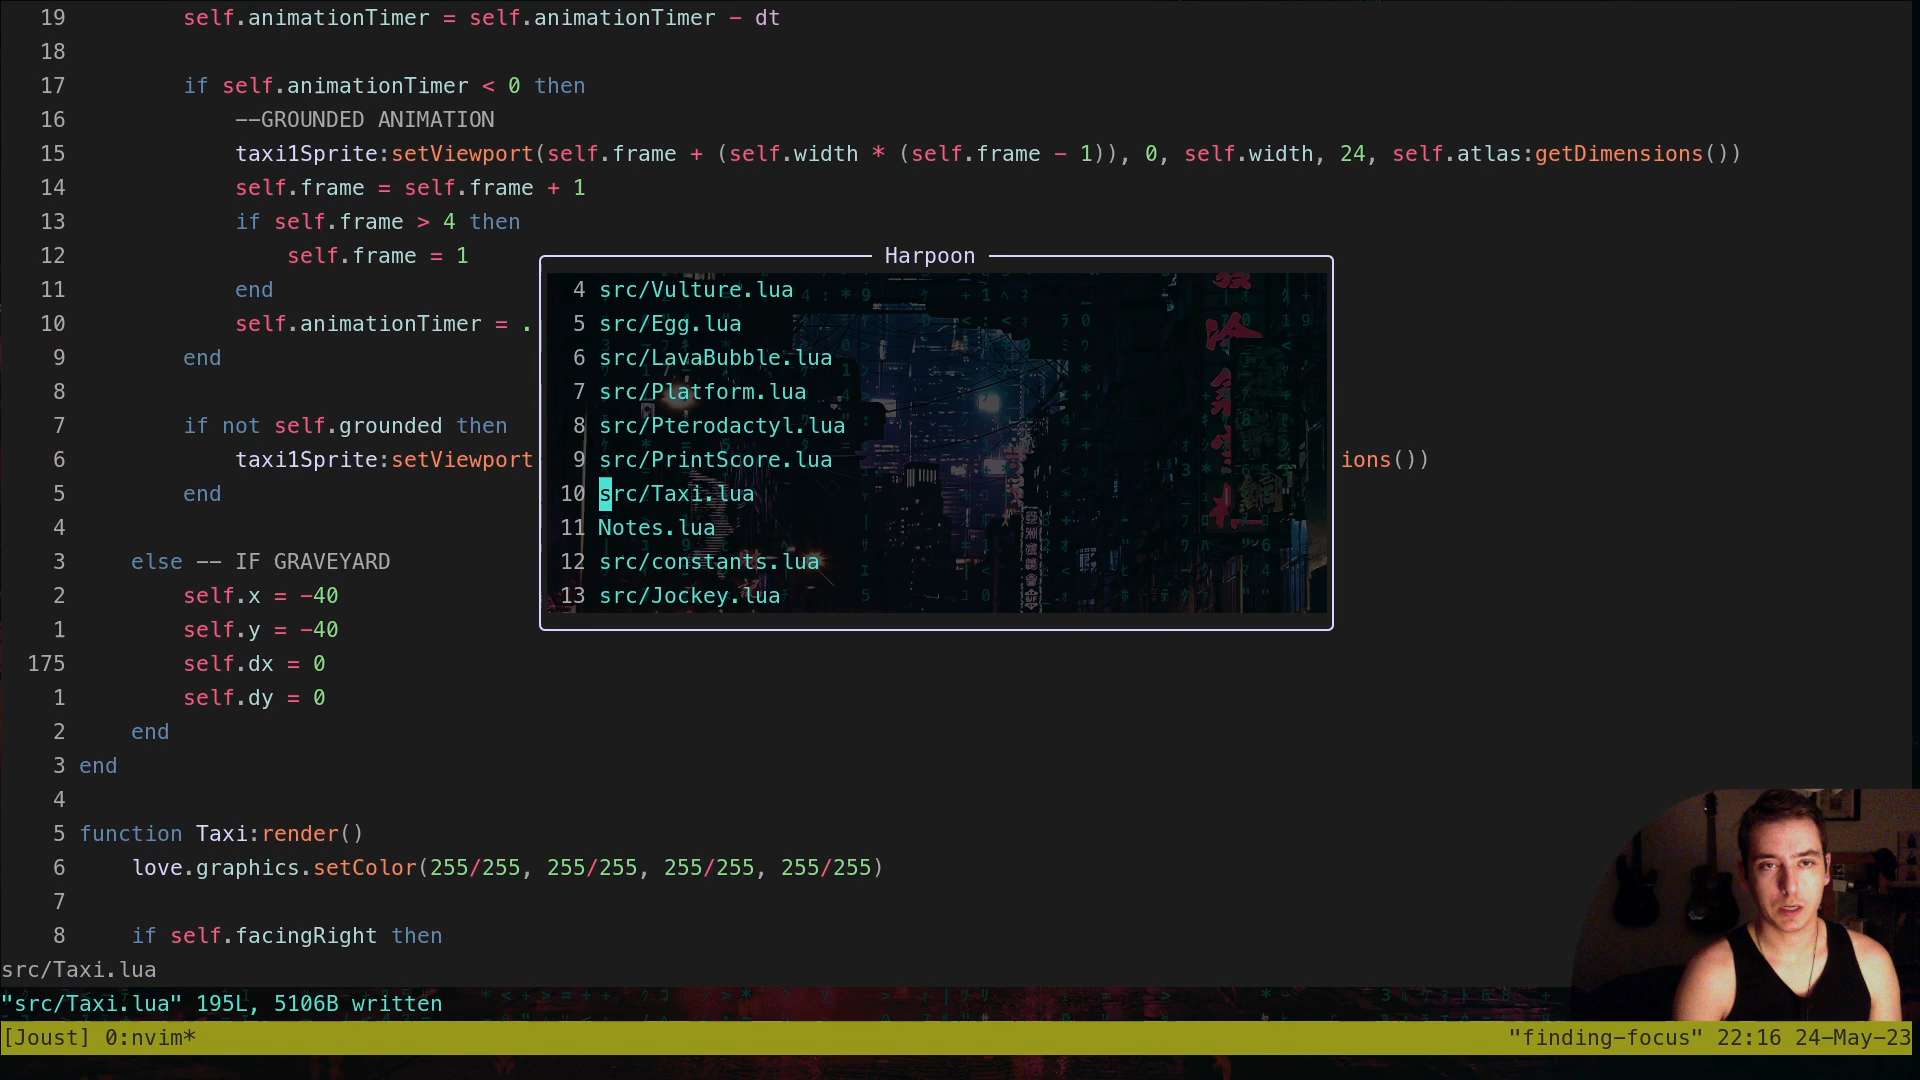 19 self.animationTimer = self.animationTimer - dt
18
17 if self.animationTimer < 0 then
16 --GROUNDED ANIMATION
15 taxi1Sprite:setViewport(self.frame + (self.width * (self.frame - 1)), 0, self.width, 24, self.atlas:getDimensions())
14 self.frame = self.frame + 1
13 if self.frame > 4 then
12 self.frame = 1
11 end
10 self.animationTimer = .
9 end
8
7 if not self.grounded then
6 taxi1Sprite:setViewport ions())
5 end
4
3 else -- IF GRAVEYARD
2 self.x = -40
1 self.y = -40
175 self.dx = 0
1 self.dy = 0
2 end
3 end
4
5 function Taxi:render()
6 love.graphics.setColor(255/255, 255/255, 255/255, 255/255)
7
8 if self.facingRight then
Harpoon
4 src/Vulture.lua
5 src/Egg.lua
6 src/LavaBubble.lua
7 src/Platform.lua
8 src/Pterodactyl.lua
9 src/PrintScore.lua
10 src/Taxi.lua
11 Notes.lua
12 src/constants.lua
13 src/Jockey.lua
src/Taxi.lua
"src/Taxi.lua" 195L, 5106B written
[Joust] 0:nvim* "finding-focus" 22:16 24-May-23